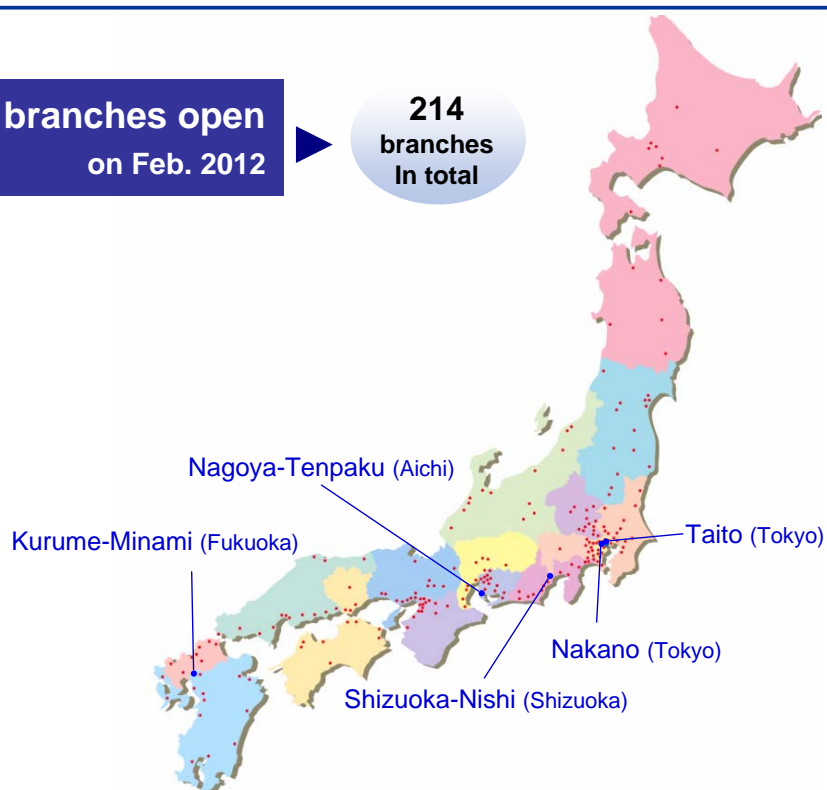 branches open
on Feb. 2012
214
branches
In total
Nagoya-Tenpaku (Aichi)
Kurume-Minami (Fukuoka)
Taito (Tokyo)
Nakano (Tokyo)
Shizuoka-Nishi (Shizuoka)